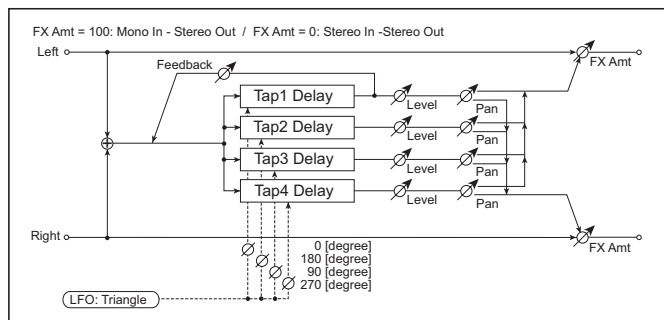 FX Amt = 100: Mono In - Stereo Out / FX Amt = 0: Stereo In -Stereo Out
Left
Feedback
FX Amt
Tap1 Delay
Level
Pan
Tap2 Delay
Level
Pan
Tap3 Delay
Level
Pan
Tap4 Delay
Level
Pan
Right
FX Amt
0 [degree]
180 [degree]
90 [degree]
270 [degree]
LFO: Triangle